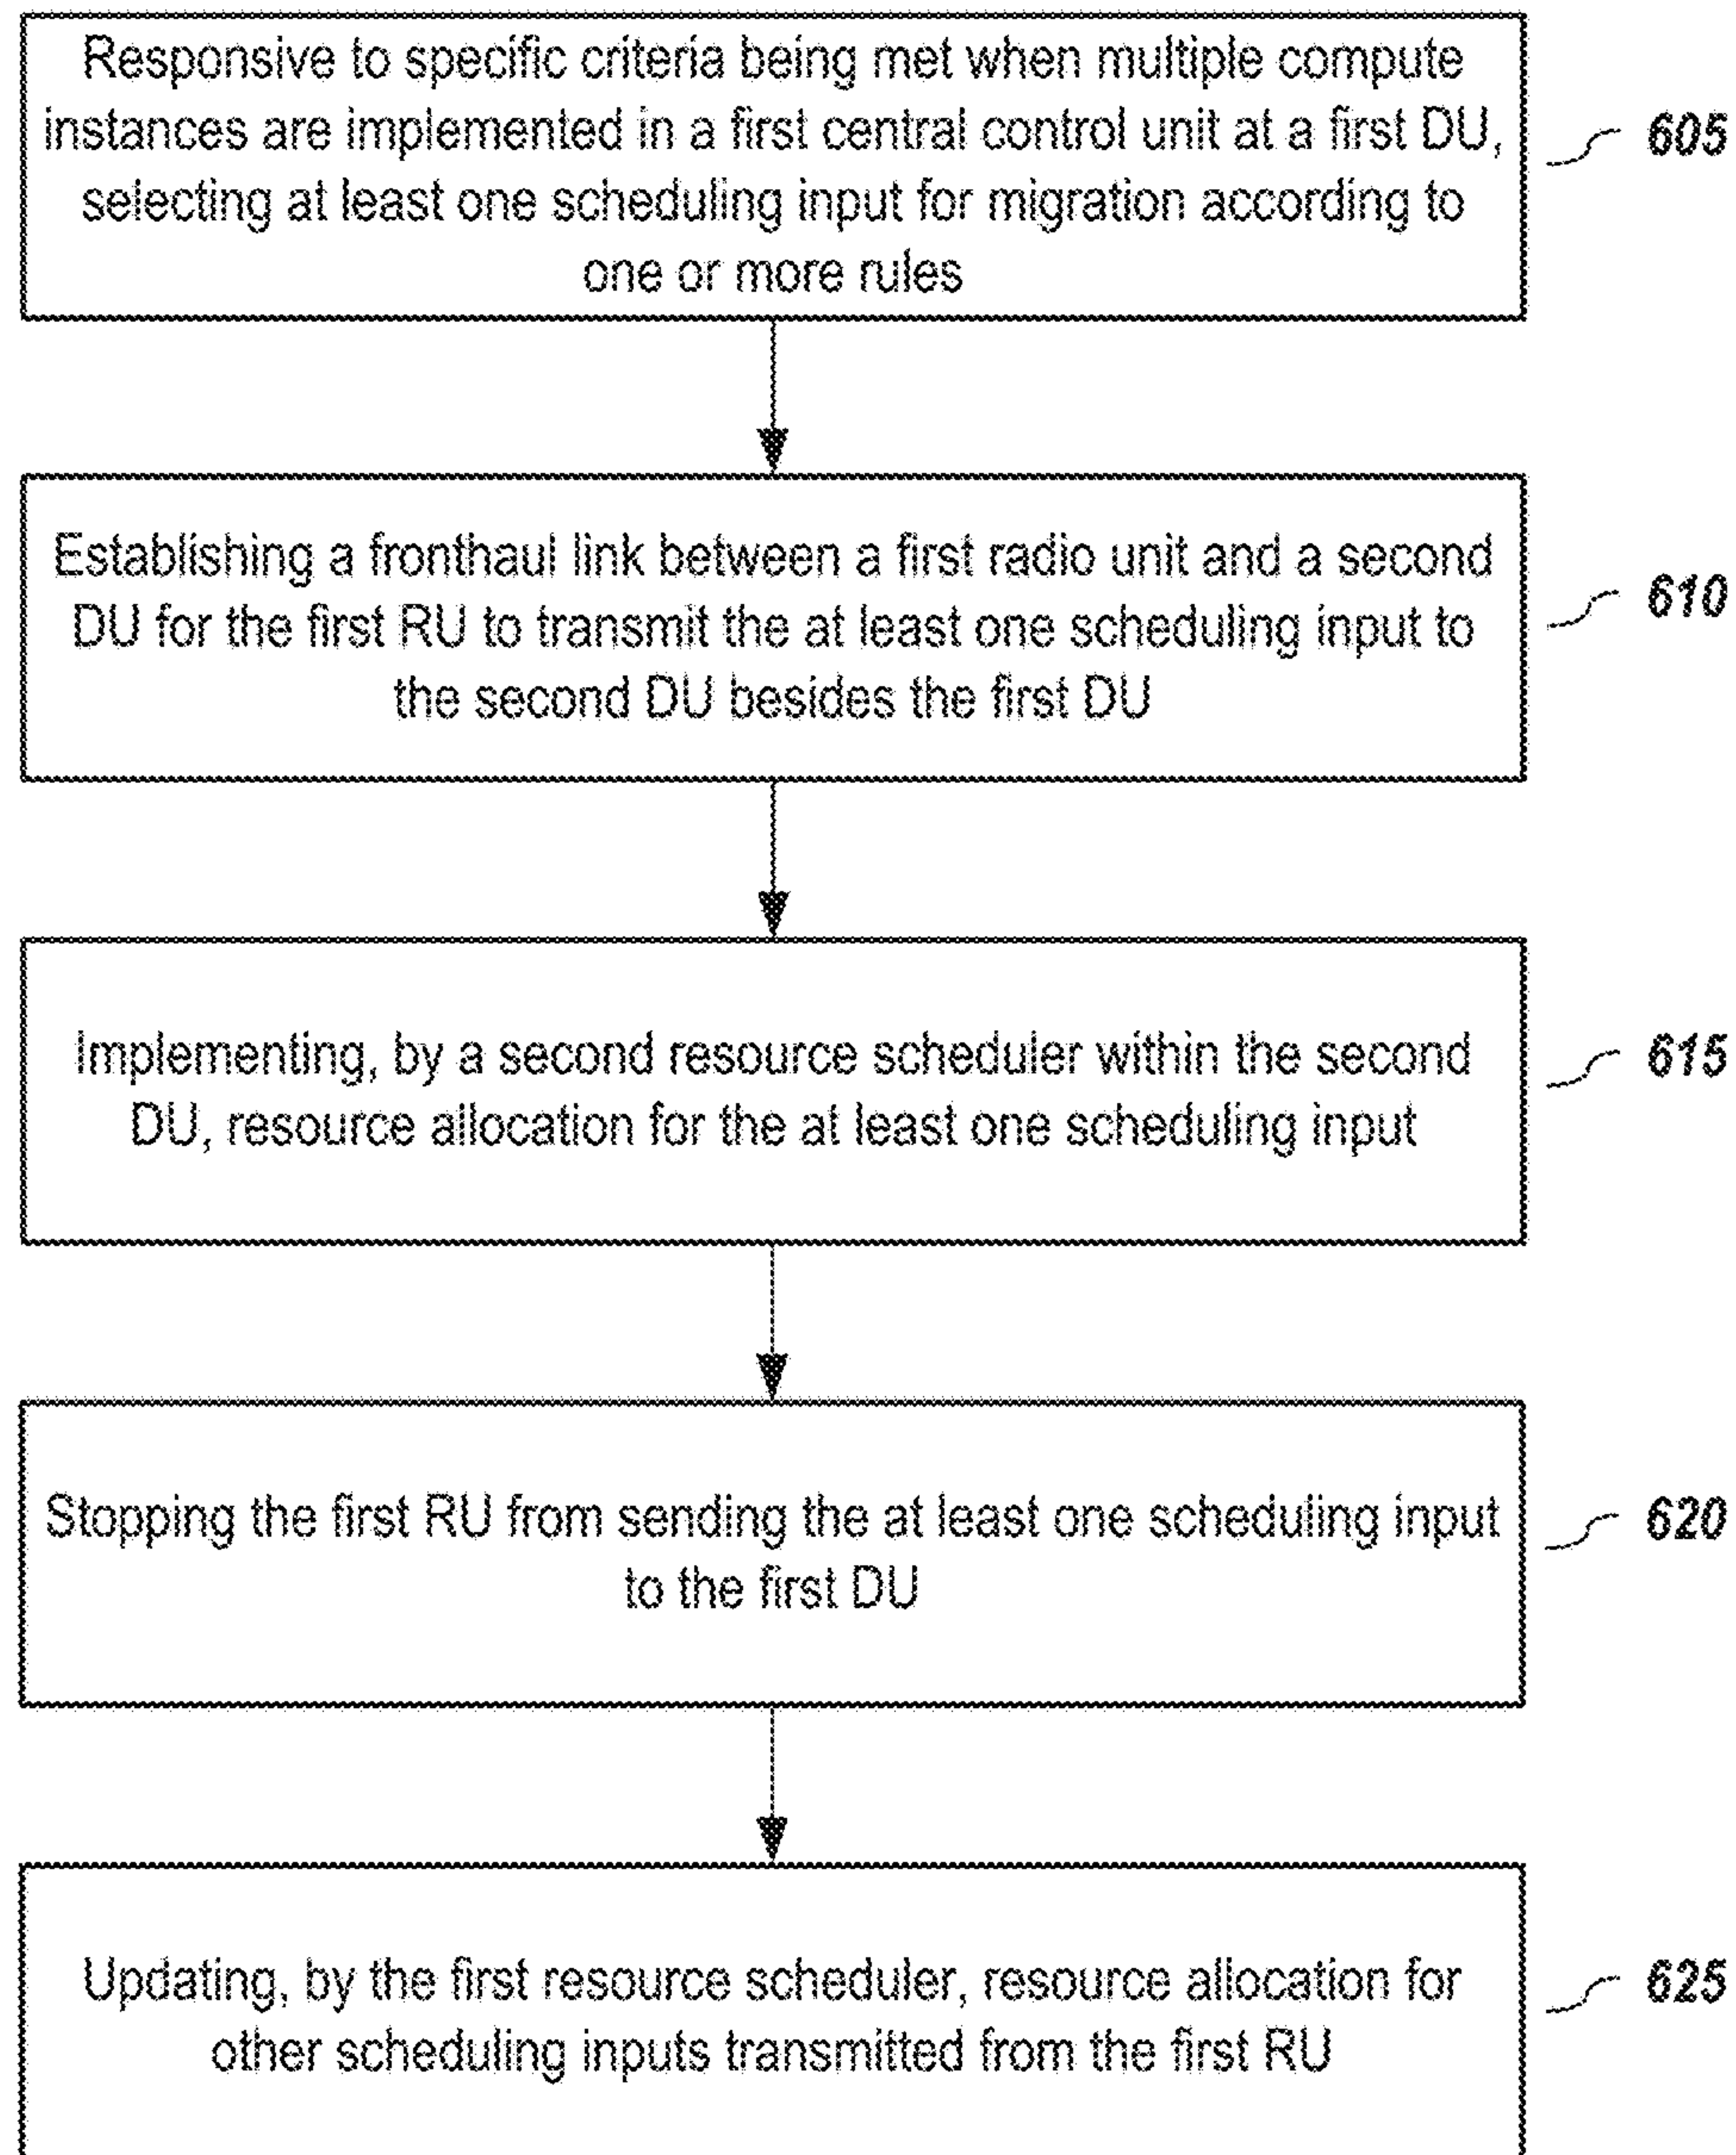 Responsive to specific criteria being met when multiple compute
instances are implemented in a first central control unit at a first DU,
selecting at least one scheduling input for migration according to
one or more rules
605
Establishing a fronthaul link between a first radio unit and a second
DU for the first RU to transmit the at least one scheduling input to
the second DU besides the first DU
610
Implementing, by a second resource scheduler within the second
DU, resource allocation for the at least one scheduling input
615
Stopping the first RU from sending the at least one scheduling input
to the first DU
620
Updating, by the first resource scheduler, resource allocation for
other scheduling inputs transmitted from the first RU
625